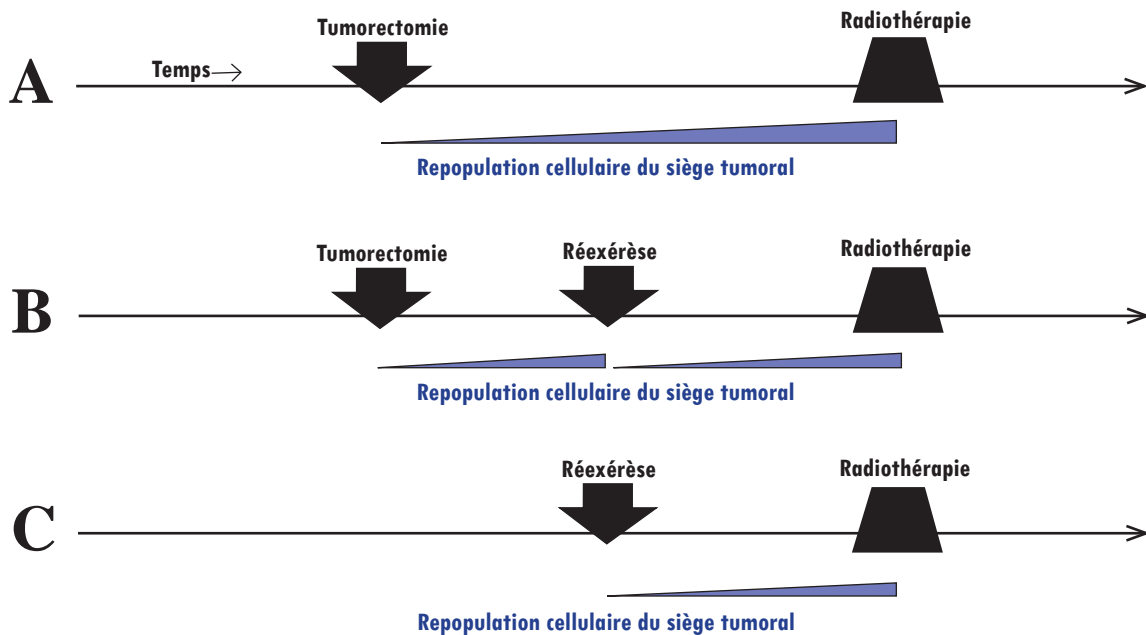 Tumorectomie Radiothérapie
A Temps→
Repopulation cellulaire du siège tumoral
Tumorectomie Réexérèse Radiothérapie
B
Repopulation cellulaire du siège tumoral
Réexérèse Radiothérapie
C
Repopulation cellulaire du siège tumoral